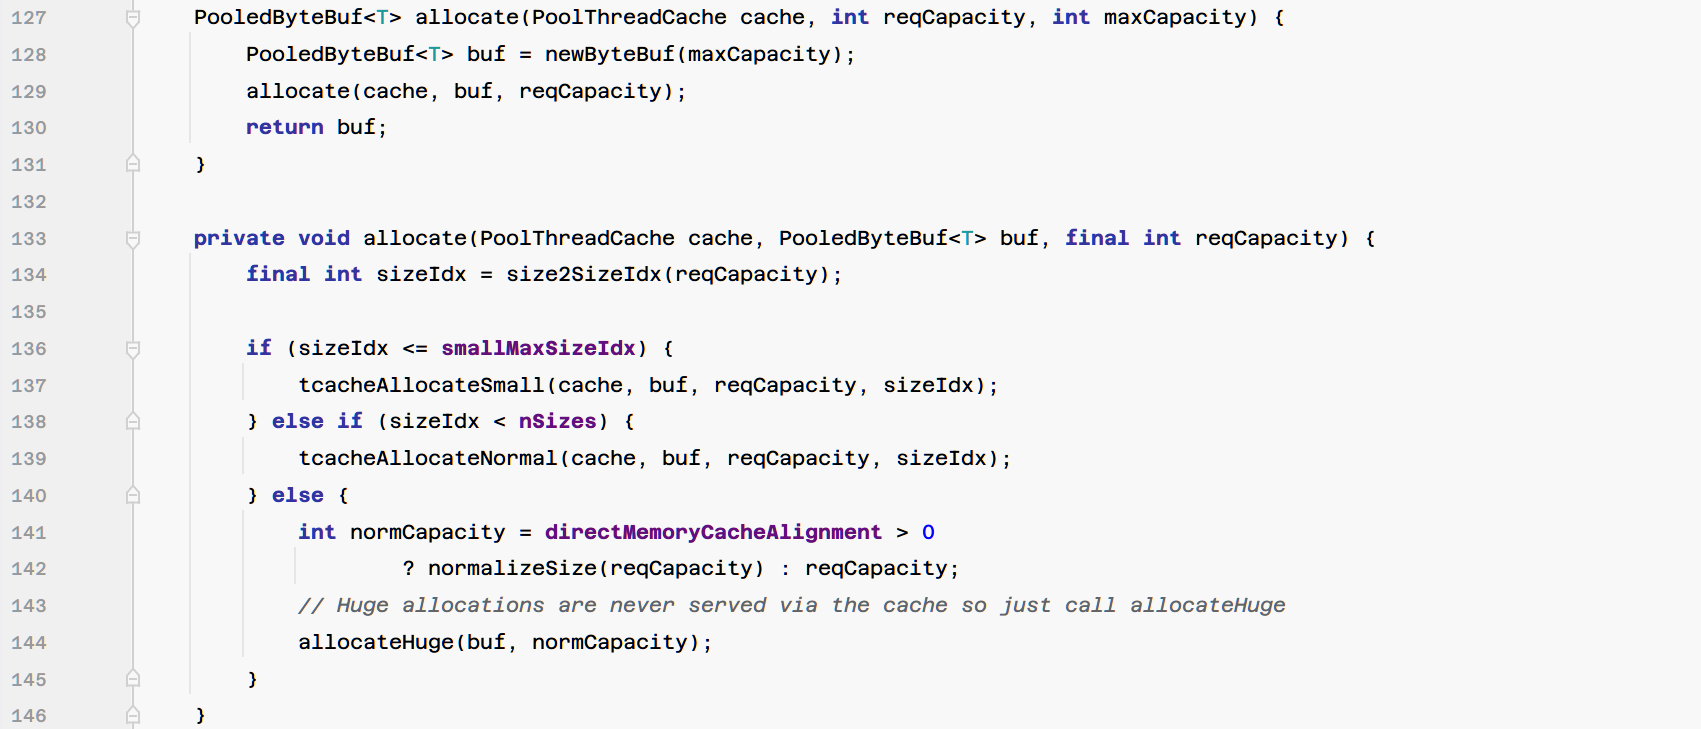 127 PooledByteBuf<T> allocate(PoolThreadCache cache, int reqCapacity, int maxCapacity) {
128 PooledByteBuf<T> buf = newByteBuf(maxCapacity);
129 allocate(cache, buf, reqCapacity);
130 return buf;
131 }
132
133 private void allocate(PoolThreadCache cache, PooledByteBuf<T> buf, final int reqCapacity) {
134 final int sizeIdx = size2SizeIdx(reqCapacity);
135
136 if (sizeIdx <= smallMaxSizeIdx) {
137 tcacheAllocateSmall(cache, buf, reqCapacity, sizeIdx);
138 } else if (sizeIdx < nSizes) {
139 tcacheAllocateNormal(cache, buf, reqCapacity, sizeIdx);
140 } else {
141 int normCapacity = directMemoryCacheAlignment > 0
142 ? normalizeSize(reqCapacity) : reqCapacity;
143 // Huge allocations are never served via the cache so just call allocateHuge
144 allocateHuge(buf, normCapacity);
145 }
146 }